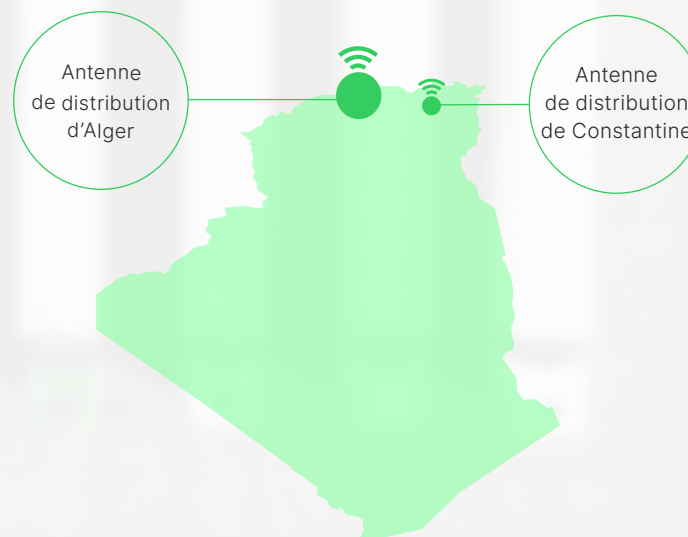 Antenne
de distribution
d’Alger
Antenne
de distribution
de Constantine